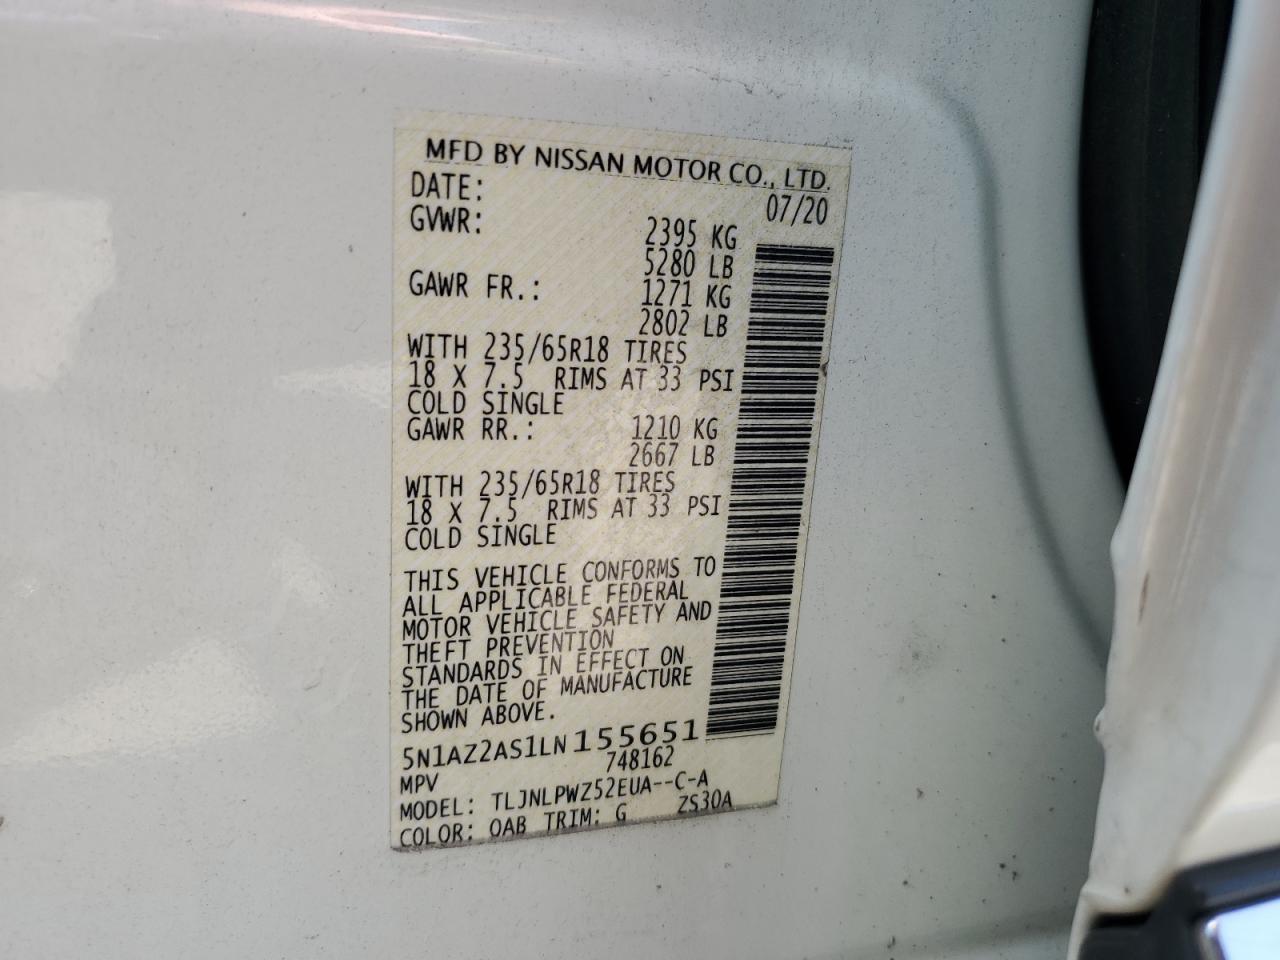 MFD BY NISSAN MOTOR CO., LTD.
DATE: 07/20
GVWR: 2395 KG
5280 LB
GAWR FR.: 1271 KG
2802 LB
WITH 235/65R18 TIRES
18 X 7.5 RIMS AT 33 PSI
COLD SINGLE
GAWR RR.: 1210 KG
2667 LB
WITH 235/65R18 TIRES
18 X 7.5 RIMS AT 33 PSI
COLD SINGLE
THIS VEHICLE CONFORMS TO
ALL APPLICABLE FEDERAL
MOTOR VEHICLE SAFETY AND
THEFT PREVENTION
STANDARDS IN EFFECT ON
THE DATE OF MANUFACTURE
SHOWN ABOVE.
5N1AZ2AS1LN155651
748162
MPV
MODEL: TLJNLPWZ52EUA--C-A
COLOR: OAB TRIM: G ZS30A